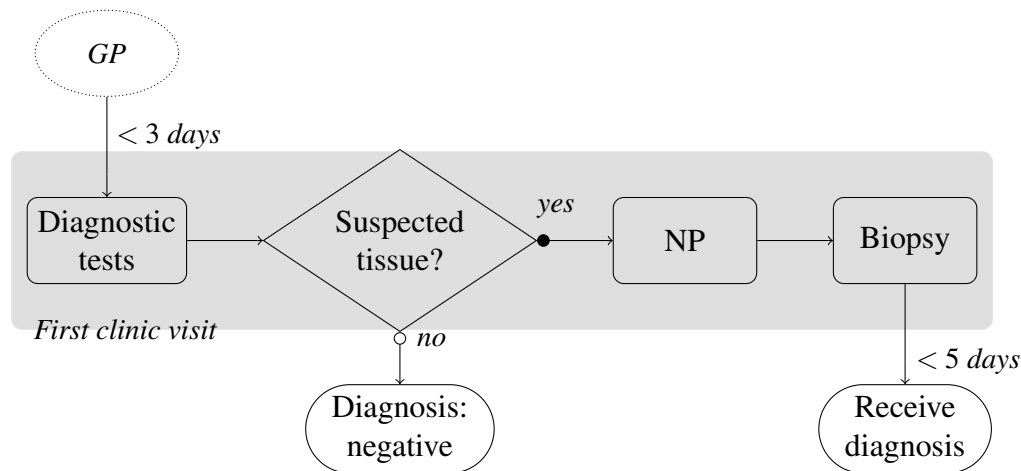 GP
< 3 days
Diagnostic
tests
Suspected
tissue?
yes
NP
Biopsy
First clinic visit
no
< 5 days
Diagnosis:
negative
Receive
diagnosis